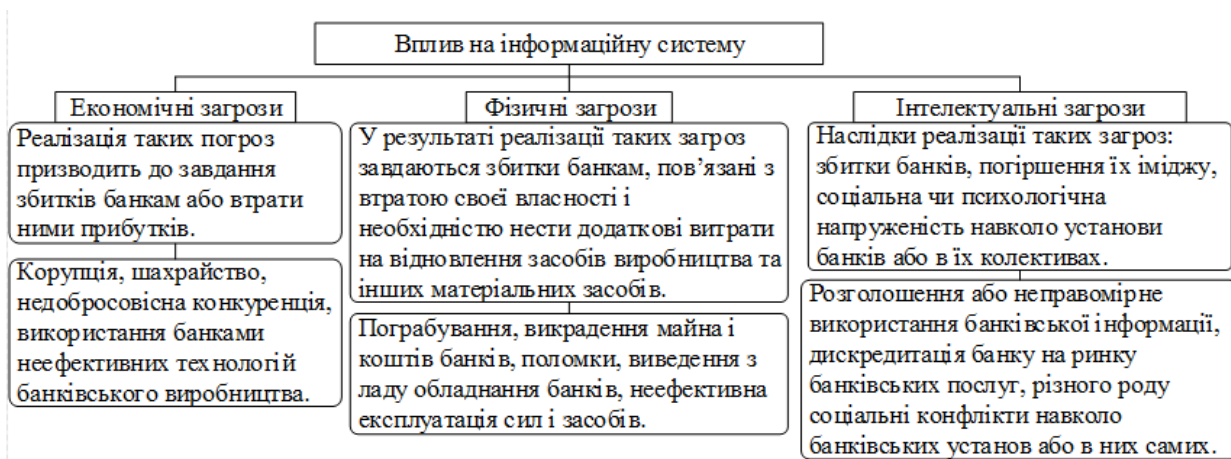 Вплив на інформаційну систему
Економічні загрози
Реалізація таких погроз
призводить до завдання
збитків банкам або втрати
ними прибутків.
Корупція, шахрайство,
недобросовісна конкуренція,
використання банками
неефективних технологій
банківського виробництва.
Фізичні загрози
У результаті реалізації таких загроз
завдаються збитки банкам, пов’язані з
втратою своєї власності і
необхідністю нести додаткові витрати
на відновлення засобів виробництва та
інших матеріальних засобів.
Пограбування, викрадення майна і
коштів банків, поломки, виведення з
ладу обладнання банків, неефективна
експлуатація сил і засобів.
Інтелектуальні загрози
Наслідки реалізації таких загроз:
збитки банків, погіршення їх іміджу,
соціальна чи психологічна
напруженість навколо установи
банків або в їх колективах.
Розголошення або неправомірне
використання банківської інформації,
дискредитація банку на ринку
банківських послуг, різного роду
соціальні конфлікти навколо
банківських установ або в них самих.